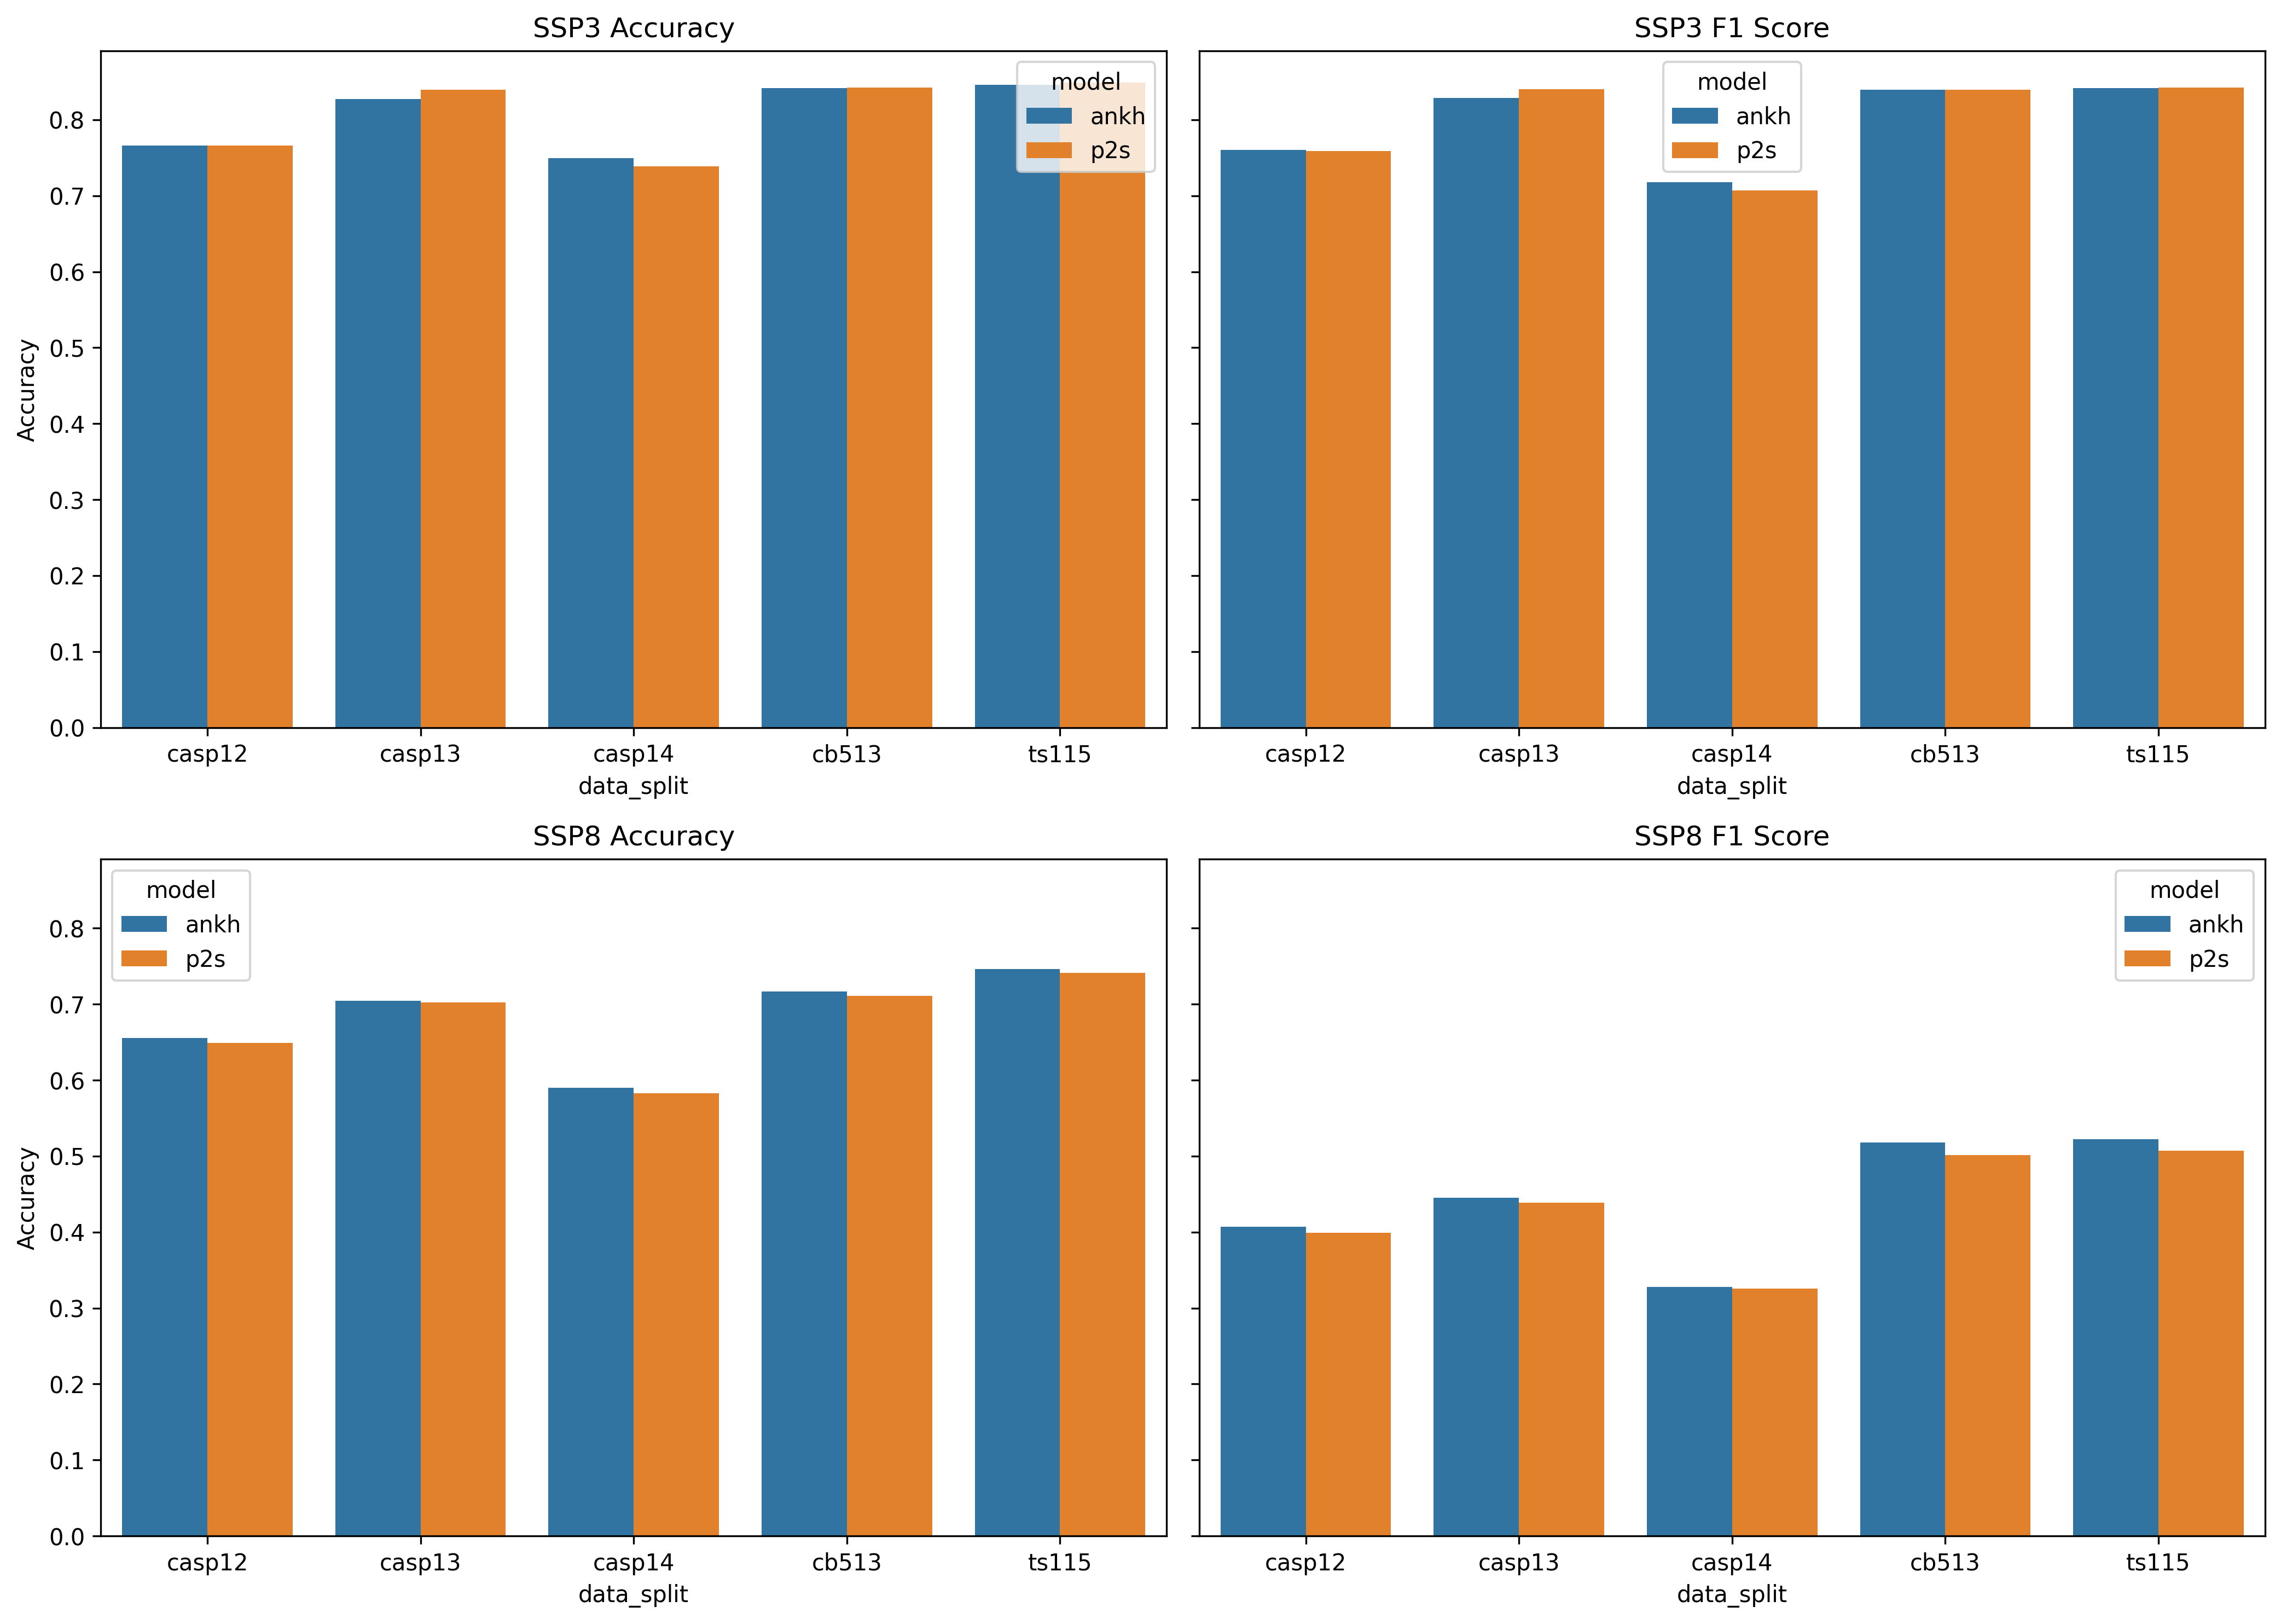 SSP3 Accuracy
model
ankh
p2s
0.8
0.7
0.6
0.5
0.4
0.3
0.2
0.1
0.0
Accuracy
casp12 casp13 casp14 cb513 ts115
data_split
SSP3 F1 Score
model
ankh
p2s
casp12 casp13 casp14 cb513 ts115
data_split
SSP8 Accuracy
model
ankh
p2s
0.8
0.7
0.6
0.5
0.4
0.3
0.2
0.1
0.0
Accuracy
casp12 casp13 casp14 cb513 ts115
data_split
SSP8 F1 Score
model
ankh
p2s
casp12 casp13 casp14 cb513 ts115
data_split